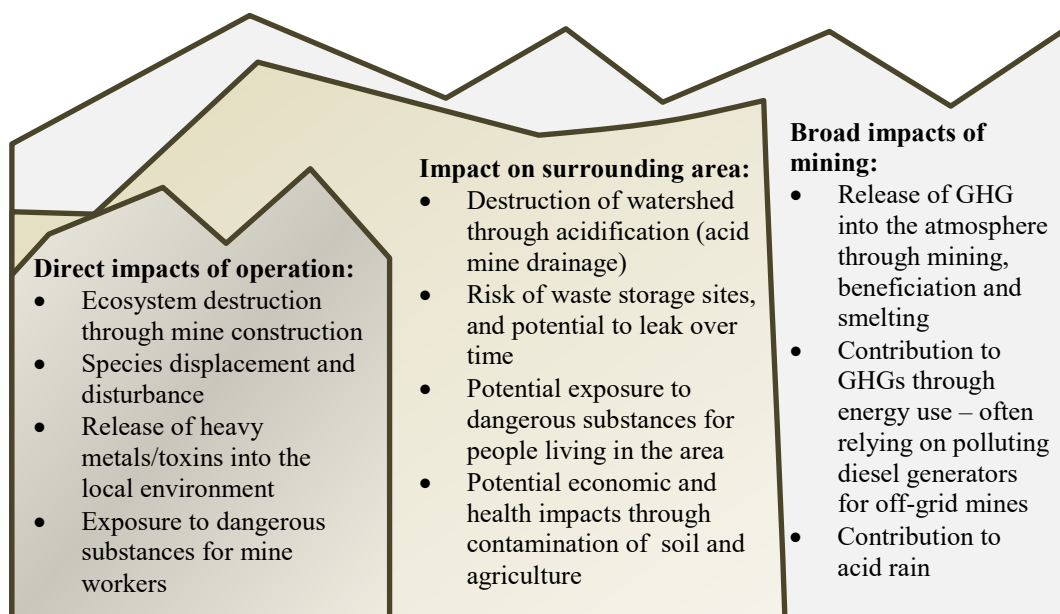 Direct impacts of operation:
• Ecosystem destruction
through mine construction
• Species displacement and
disturbance
• Release of heavy
metals/toxins into the
local environment
• Exposure to dangerous
substances for mine
workers
Impact on surrounding area:
• Destruction of watershed
through acidification (acid
mine drainage)
• Risk of waste storage sites,
and potential to leak over
time
• Potential exposure to
dangerous substances for
people living in the area
• Potential economic and
health impacts through
contamination of soil and
agriculture
Broad impacts of
mining:
• Release of GHG
into the atmosphere
through mining,
beneficiation and
smelting
• Contribution to
GHGs through
energy use – often
relying on polluting
diesel generators
for off-grid mines
• Contribution to
acid rain